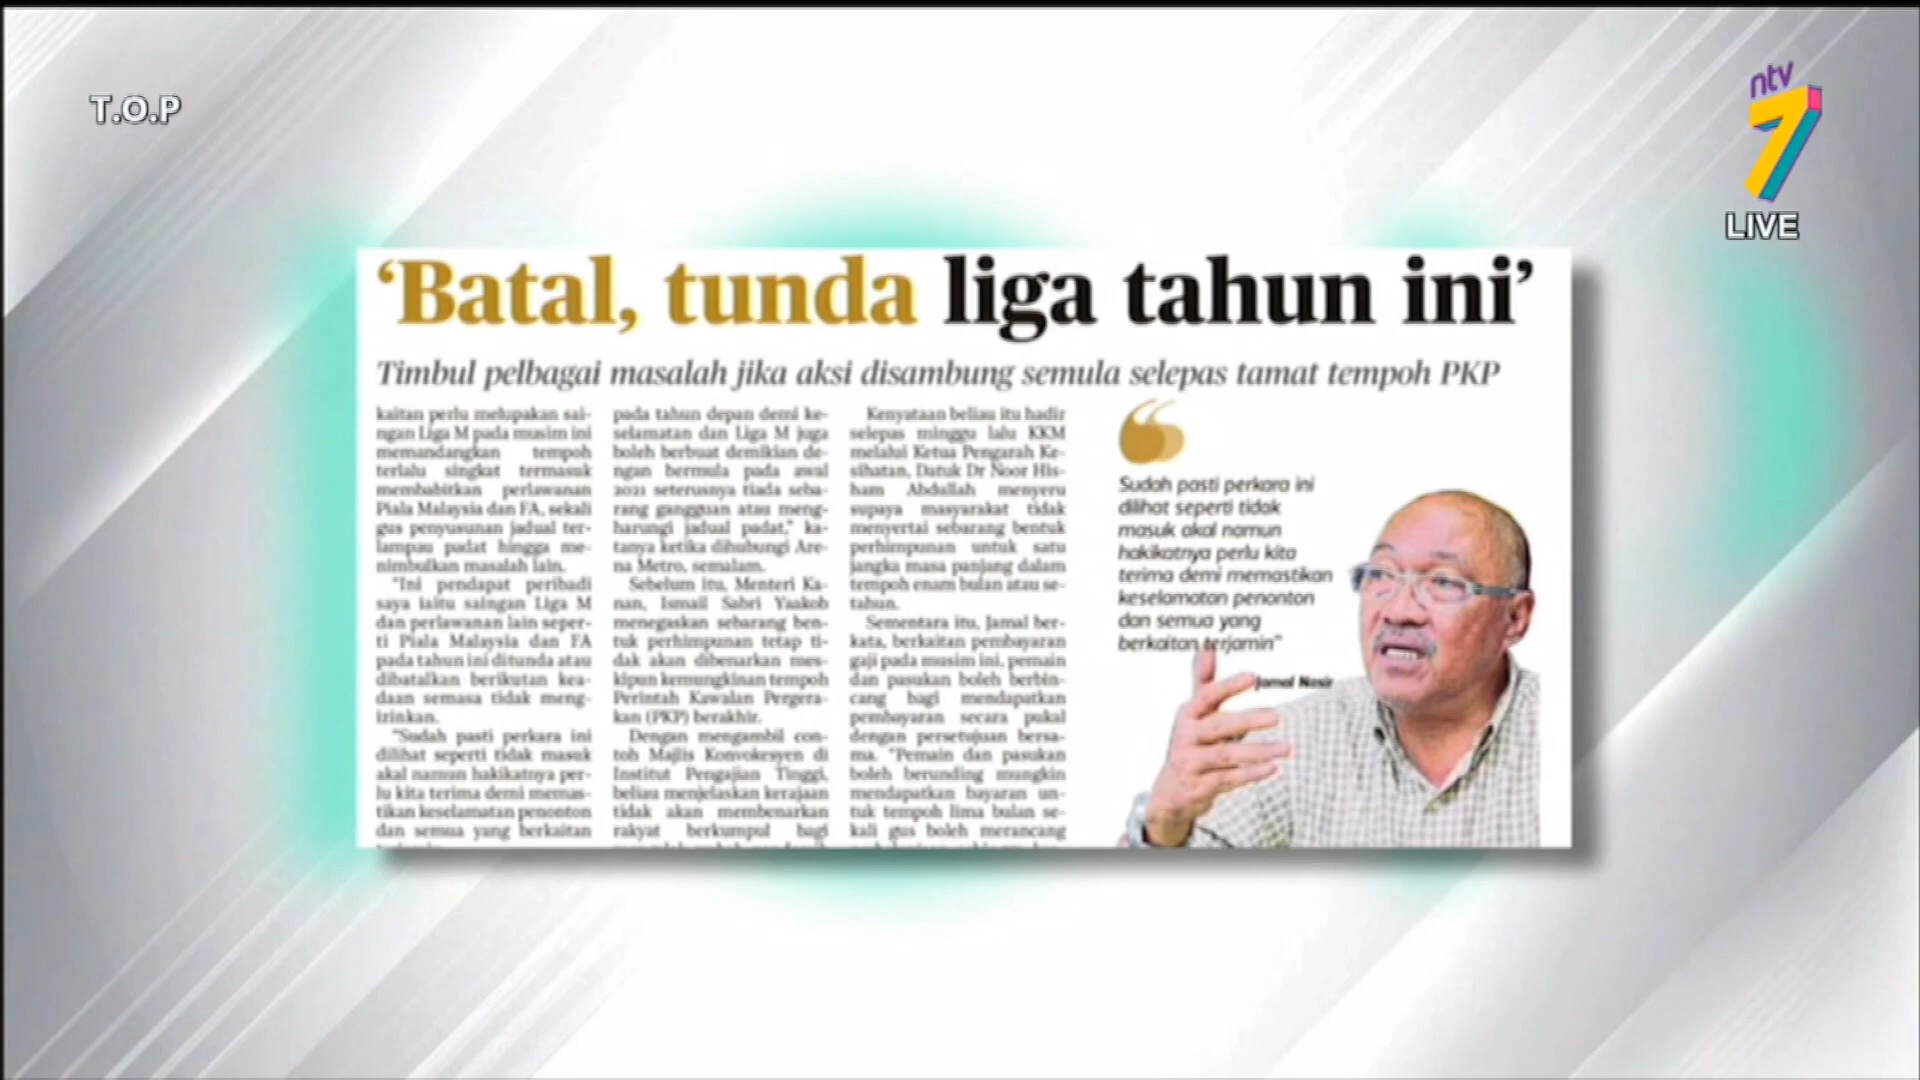 T.O.P
ntv
7
LIVE
‘Batal, tunda liga tahun ini’
Timbul pelbagai masalah jika aksi disambung semula selepas tamat tempoh PKP
kaitan perlu melupakan sai-
ngan Liga M pada musim ini
memandangkan tempoh
terlalu singkat termasuk
membabitkan perlawanan
Piala Malaysia dan FA, sekali
gus penyusunan jadual ter-
lampau padat hingga me-
nimbulkan masalah lain.
"Ini pendapat peribadi
saya iaitu saingan Liga M
dan perlawanan lain seper-
ti Piala Malaysia dan FA
pada tahun ini ditunda atau
dibatalkan berikutan kea-
daan semasa tidak meng-
izinkan.
"Sudah pasti perkara ini
dilihat seperti tidak masuk
akal namun hakikatnya per-
lu kita terima demi memas-
tikan keselamatan penonton
dan semua yang berkaitan
pada tahun depan demi ke-
selamatan dan Liga M juga
boleh berbuat demikian de-
ngan bermula pada awal
2021 seterusnya tiada seba-
rang gangguan atau meng-
harungi jadual padat," ka-
tanya ketika dihubungi Are-
na Metro, semalam.
Sebelum itu, Menteri Ka-
nan, Ismail Sabri Yaakob
menegaskan sebarang ben-
tuk perhimpunan tetap ti-
dak akan dibenarkan mes-
kipun kemungkinan tempoh
Perintah Kawalan Pergera-
kan (PKP) berakhir.
Dengan mengambil con-
toh Majlis Konvokesyen di
Institut Pengajian Tinggi,
beliau menjelaskan kerajaan
tidak akan membenarkan
rakyat berkumpul bagi
Kenyataan beliau itu hadir
selepas minggu lalu KKM
melalui Ketua Pengarah Ke-
sihatan, Datuk Dr Noor His-
ham Abdullah menyeru
supaya masyarakat tidak
menyertai sebarang bentuk
perhimpunan untuk satu
jangka masa panjang dalam
tempoh enam bulan atau se-
tahun.
Sementara itu, Jamal ber-
kata, berkaitan pembayaran
gaji pada musim ini, pemain
dan pasukan boleh berbin-
cang bagi mendapatkan
pembayaran secara pukal
dengan persetujuan bersa-
ma. "Pemain dan pasukan
boleh berunding mungkin
mendapatkan bayaran un-
tuk tempoh lima bulan se-
kali gus boleh merancang
Sudah pasti perkara ini
dilihat seperti tidak
masuk akal namun
hakikatnya perlu kita
terima demi memastikan
keselamatan penonton
dan semua yang
berkaitan terjamin"
Jamal Nasir